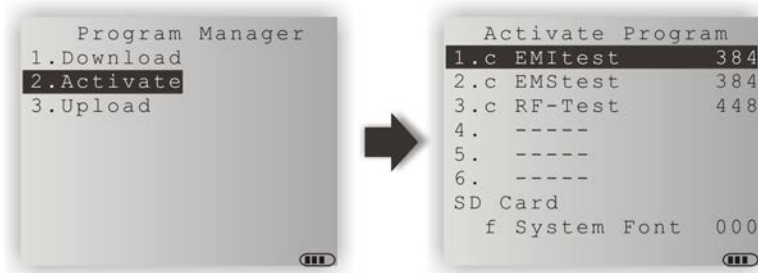 Program Manager
1.Download
2.Activate
3.Upload
Activate Program
1.c EMItest 384
2.c EMStest 384
3.c RF-Test 448
4. -----
5. -----
6. -----
SD Card
f System Font 000